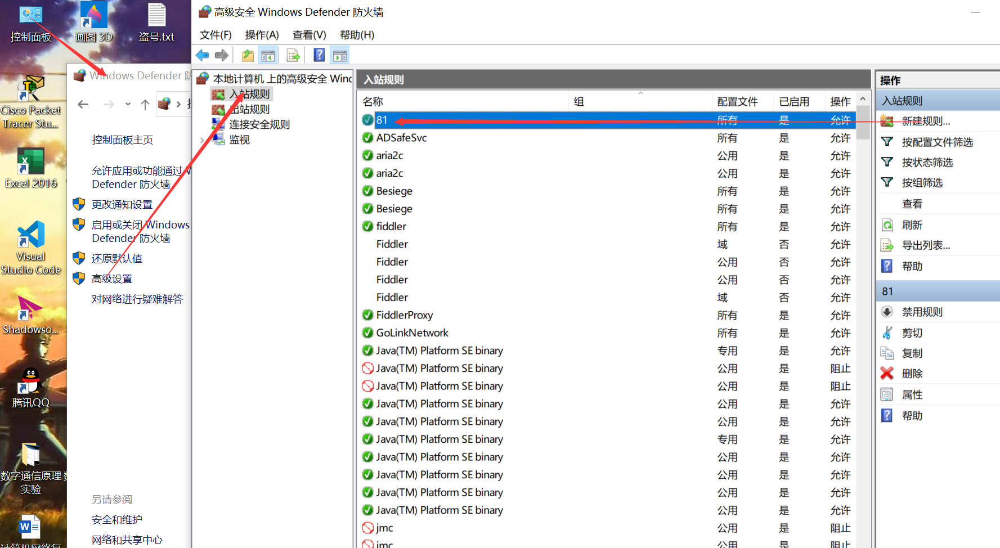 控制面板
画图 3D
盗号.txt
Cisco Packet
Tracer Stu...
Excel 2016
Visual
Studio Code
Shadowso...
腾讯QQ
数字通信原理
实验
Windows Defender 防
控制面板主页
允许应用或功能通过 W
Defender 防火墙
更改通知设置
启用或关闭 Windows
Defender 防火墙
还原默认值
高级设置
对网络进行疑难解答
另请参阅
安全和维护
网络和共享中心
高级安全 Windows Defender 防火墙
文件(F) 操作(A) 查看(V) 帮助(H)
本地计算机 上的高级安全 Wind
入站规则
出站规则
连接安全规则
监视
入站规则
名称 组 配置文件 已启用 操作
81 所有 是 允许
ADSafeSvc 所有 是 允许
aria2c 公用 是 允许
aria2c 公用 是 允许
Besiege 所有 是 允许
Besiege 所有 是 允许
fiddler 所有 是 允许
Fiddler 域 否 允许
Fiddler 公用 否 允许
Fiddler 公用 否 允许
Fiddler 域 否 允许
FiddlerProxy 所有 是 允许
GoLinkNetwork 所有 是 允许
Java(TM) Platform SE binary 专用 是 允许
Java(TM) Platform SE binary 公用 是 阻止
Java(TM) Platform SE binary 公用 是 阻止
Java(TM) Platform SE binary 公用 是 允许
Java(TM) Platform SE binary 公用 是 允许
Java(TM) Platform SE binary 专用 是 允许
Java(TM) Platform SE binary 公用 是 允许
Java(TM) Platform SE binary 公用 是 允许
Java(TM) Platform SE binary 公用 是 允许
Java(TM) Platform SE binary 公用 是 允许
jmc 公用 是 阻止
jmc 公用 是 阻止
操作
入站规则
新建规则...
按配置文件筛选
按状态筛选
按组筛选
查看
刷新
导出列表...
帮助
81
禁用规则
剪切
复制
删除
属性
帮助